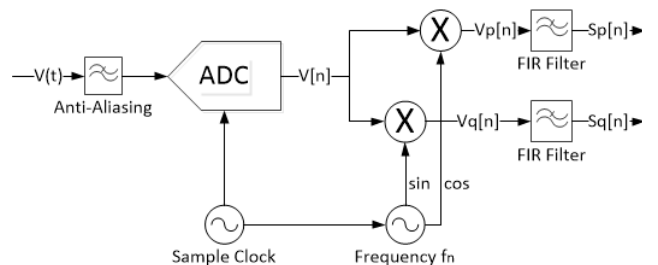 V(t)
Anti-Aliasing
ADC
V[n]
X
Vp[n]
FIR Filter
Sp[n]
X
Vq[n]
FIR Filter
Sq[n]
sin
cos
Sample Clock
Frequency fn